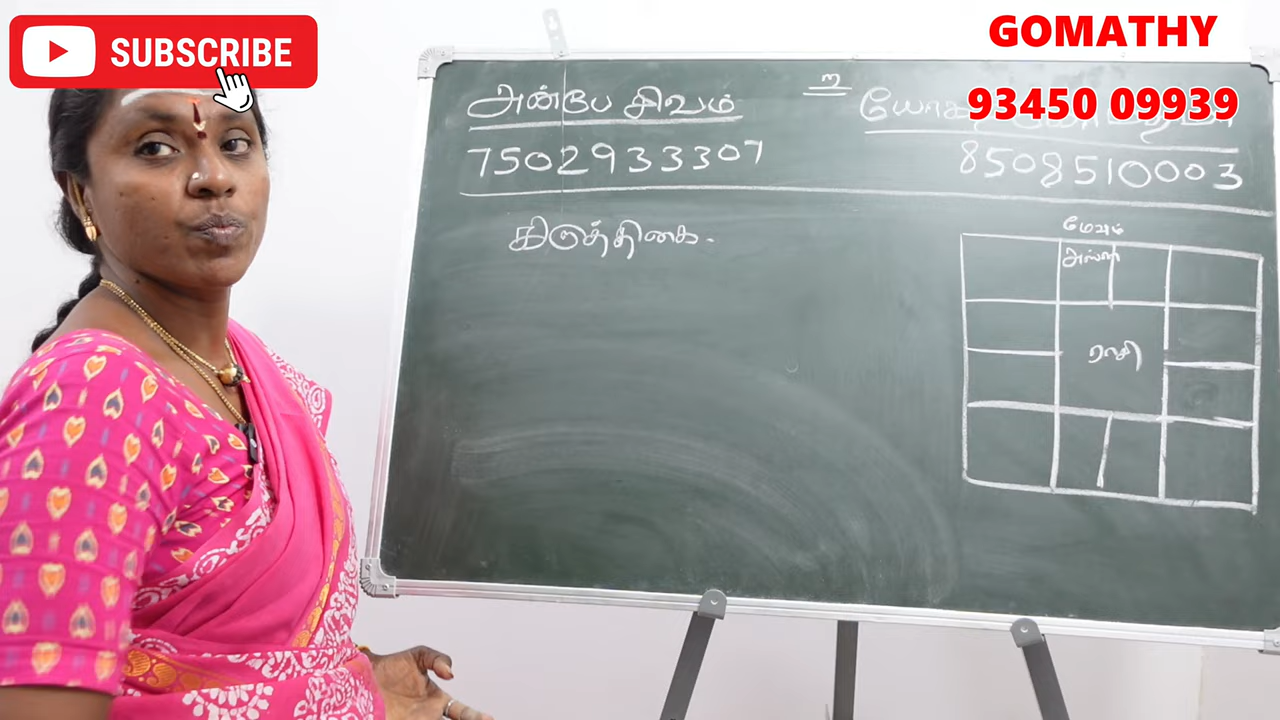 SUBSCRIBE
GOMATHY
93450 09939
உ
அன்பே சிவம்
7502933307
8508510003
கிருத்திகை.
மேஷம்
ராசி